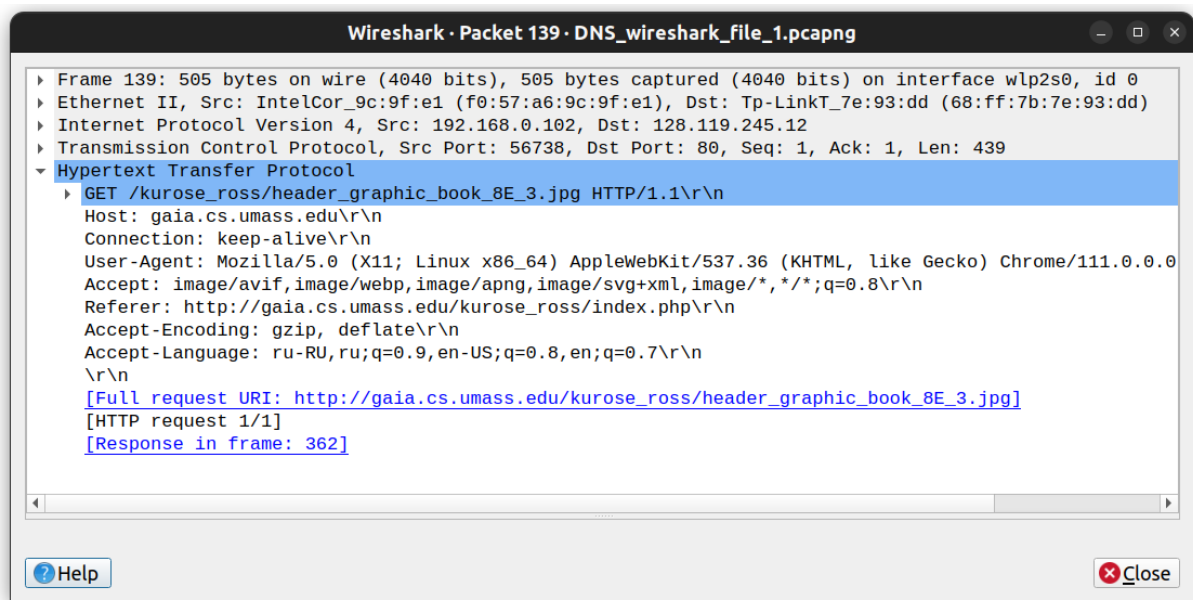 Wireshark · Packet 139 · DNS_wireshark_file_1.pcapng
Frame 139: 505 bytes on wire (4040 bits), 505 bytes captured (4040 bits) on interface wlp2s0, id 0
Ethernet II, Src: IntelCor_9c:9f:e1 (f0:57:a6:9c:9f:e1), Dst: Tp-LinkT_7e:93:dd (68:ff:7b:7e:93:dd)
Internet Protocol Version 4, Src: 192.168.0.102, Dst: 128.119.245.12
Transmission Control Protocol, Src Port: 56738, Dst Port: 80, Seq: 1, Ack: 1, Len: 439
Hypertext Transfer Protocol
GET /kurose_ross/header_graphic_book_8E_3.jpg HTTP/1.1\r\n
Host: gaia.cs.umass.edu\r\n
Connection: keep-alive\r\n
User-Agent: Mozilla/5.0 (X11; Linux x86_64) AppleWebKit/537.36 (KHTML, like Gecko) Chrome/111.0.0.0
Accept: image/avif,image/webp,image/apng,image/svg+xml,image/*,*/*;q=0.8\r\n
Referer: http://gaia.cs.umass.edu/kurose_ross/index.php\r\n
Accept-Encoding: gzip, deflate\r\n
Accept-Language: ru-RU,ru;q=0.9,en-US;q=0.8,en;q=0.7\r\n
\r\n
[Full request URI: http://gaia.cs.umass.edu/kurose_ross/header_graphic_book_8E_3.jpg]
[HTTP request 1/1]
[Response in frame: 362]
Help
Close